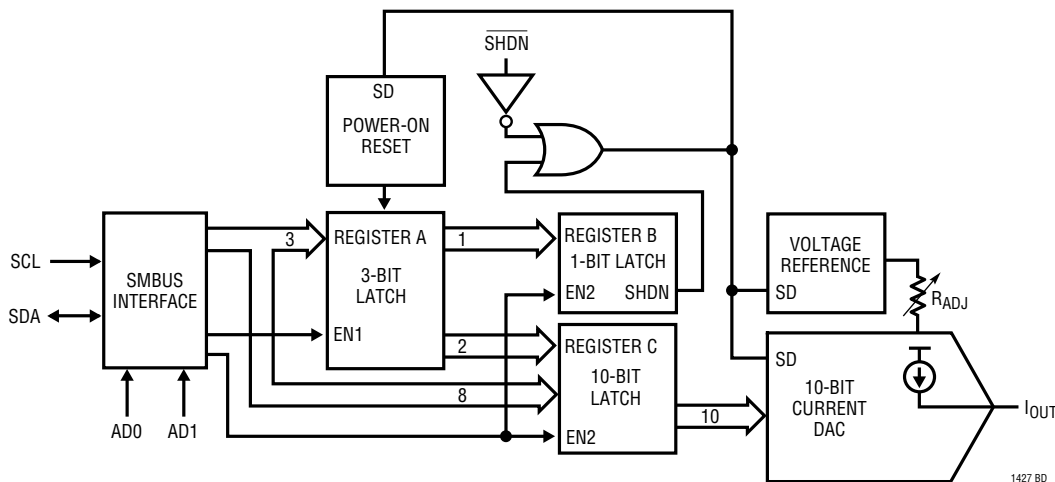 SHDN
SD
POWER-ON
RESET
SCL
SDA
SMBUS
INTERFACE
AD0
AD1
3
REGISTER A
3-BIT
LATCH
EN1
1
2
8
REGISTER B
1-BIT LATCH
EN2
SHDN
REGISTER C
10-BIT
LATCH
EN2
10
VOLTAGE
REFERENCE
SD
RADJ
SD
10-BIT
CURRENT
DAC
IOUT
1427 BD